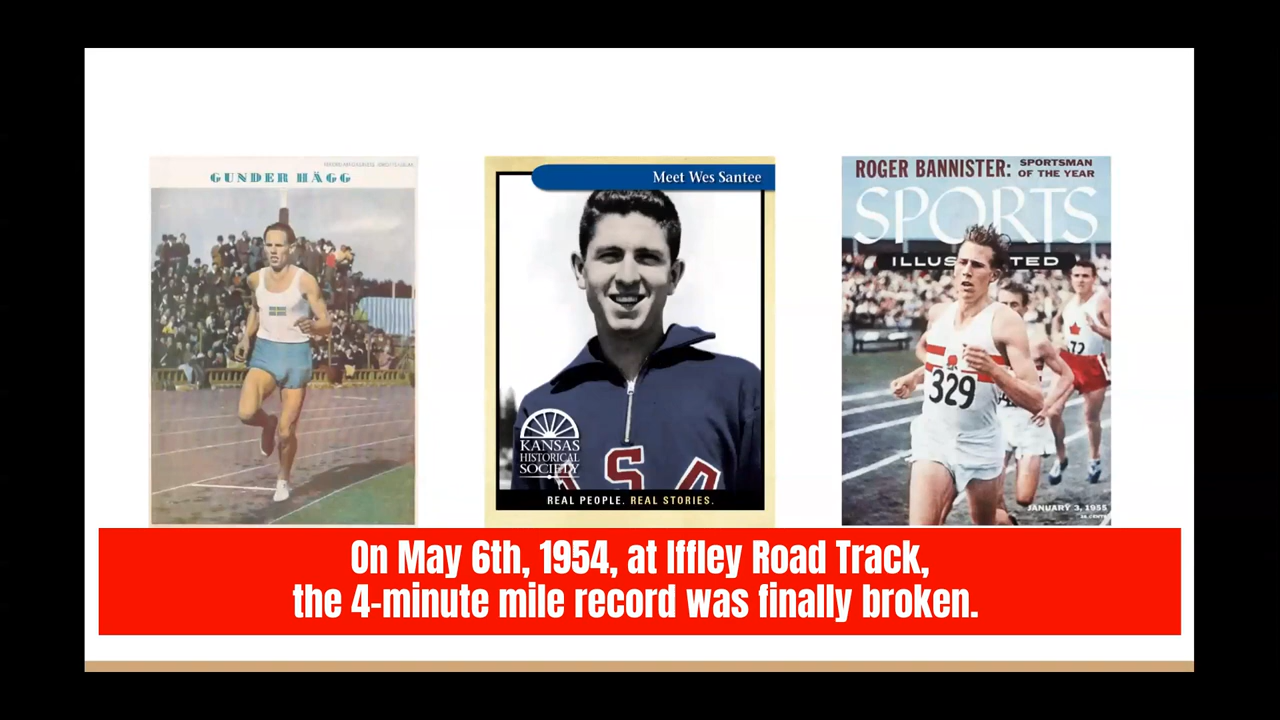 GUNDER HÄGG
Meet Wes Santee
KANSAS
HISTORICAL
SOCIETY
USA
REAL PEOPLE. REAL STORIES.
ROGER BANNISTER: SPORTSMAN
OF THE YEAR
SPORTS
ILLUS TED
329
72
JANUARY 3, 1955
On May 6th, 1954, at Iffley Road Track,
the 4-minute mile record was finally broken.